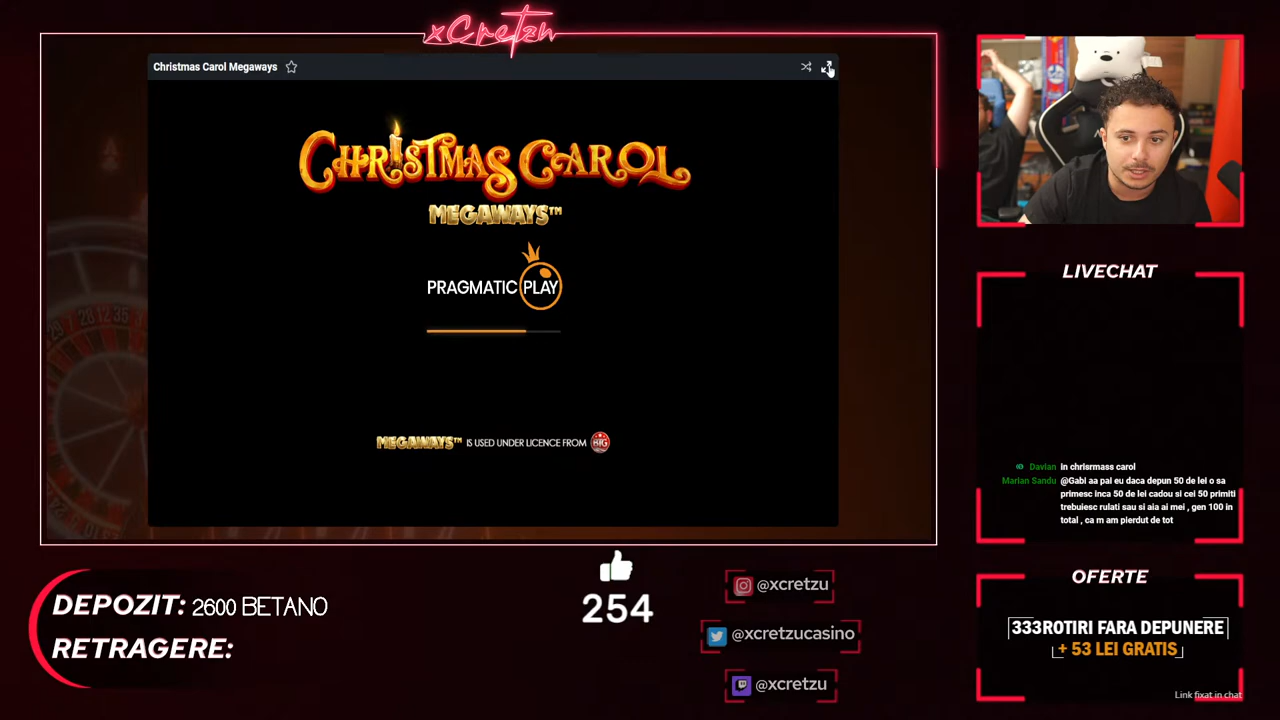 xCretzu
Christmas Carol Megaways
CHRISTMAS CAROL
MEGAWAYS™
PRAGMATIC PLAY
MEGAWAYS™ IS USED UNDER LICENCE FROM BTG
LIVECHAT
Davian in chrisrmass carol
Marian Sandu @Gabi aa pai eu daca depun 50 de lei o sa
primesc inca 50 de lei cadou si cei 50 primiti
trebuiesc rulati sau si aia ai mei , gen 100 in
total , ca m am pierdut de tot
OFERTE
333ROTIRI FARA DEPUNERE
+ 53 LEI GRATIS
Link fixat in chat
DEPOZIT: 2600 BETANO
RETRAGERE:
254
@xcretzu
@xcretzucasino
@xcretzu